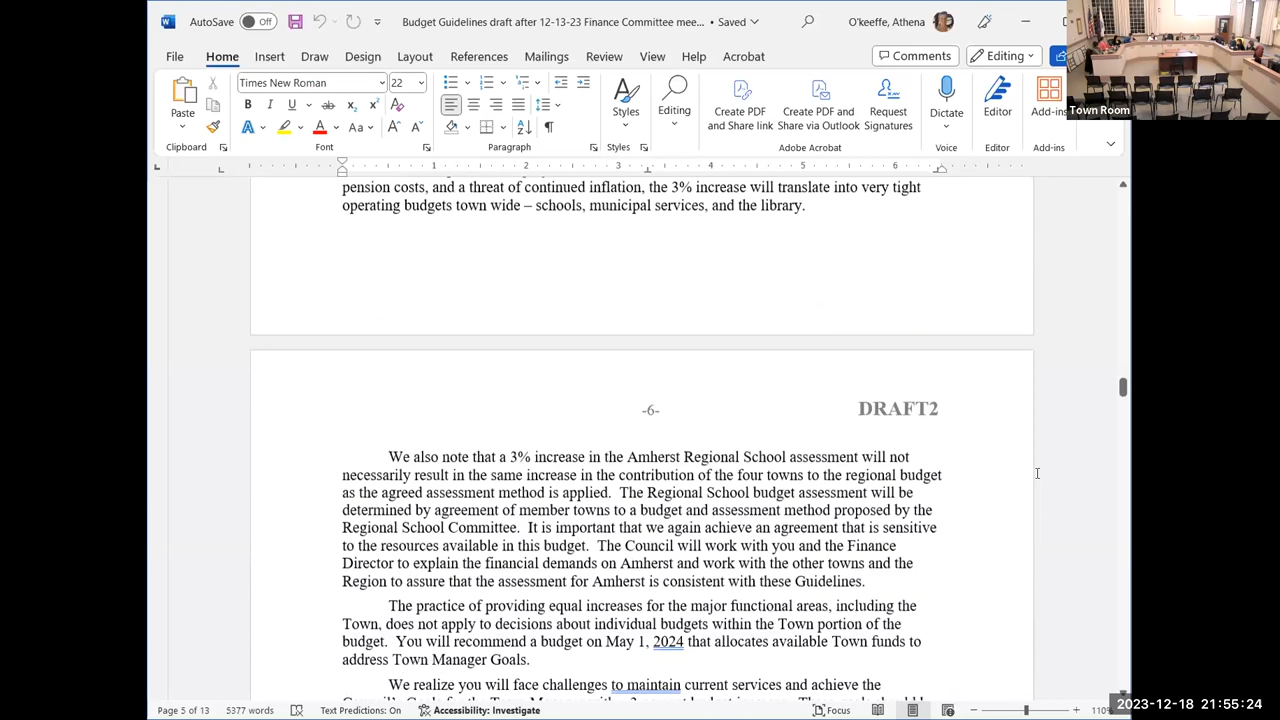 AutoSave Off Budget Guidelines draft after 12-13-23 Finance Committee mee... • Saved O'keeffe, Athena
File Home Insert Draw Design Layout References Mailings Review View Help Acrobat Comments Editing
Town Room
Times New Roman 22
Paste Styles Editing Create PDF and Share link Create PDF and Share via Outlook Request Signatures Dictate Editor Add-ins
Clipboard Font Paragraph Styles Adobe Acrobat Voice Editor Add-ins
1 1 2 3 4 5 6
pension costs, and a threat of continued inflation, the 3% increase will translate into very tight
operating budgets town wide – schools, municipal services, and the library.
-6- DRAFT2
We also note that a 3% increase in the Amherst Regional School assessment will not
necessarily result in the same increase in the contribution of the four towns to the regional budget
as the agreed assessment method is applied. The Regional School budget assessment will be
determined by agreement of member towns to a budget and assessment method proposed by the
Regional School Committee. It is important that we again achieve an agreement that is sensitive
to the resources available in this budget. The Council will work with you and the Finance
Director to explain the financial demands on Amherst and work with the other towns and the
Region to assure that the assessment for Amherst is consistent with these Guidelines.
The practice of providing equal increases for the major functional areas, including the
Town, does not apply to decisions about individual budgets within the Town portion of the
budget. You will recommend a budget on May 1, 2024 that allocates available Town funds to
address Town Manager Goals.
We realize you will face challenges to maintain current services and achieve the
Page 5 of 13 5377 words Text Predictions: On Accessibility: Investigate Focus 110%
2023-12-18 21:55:24